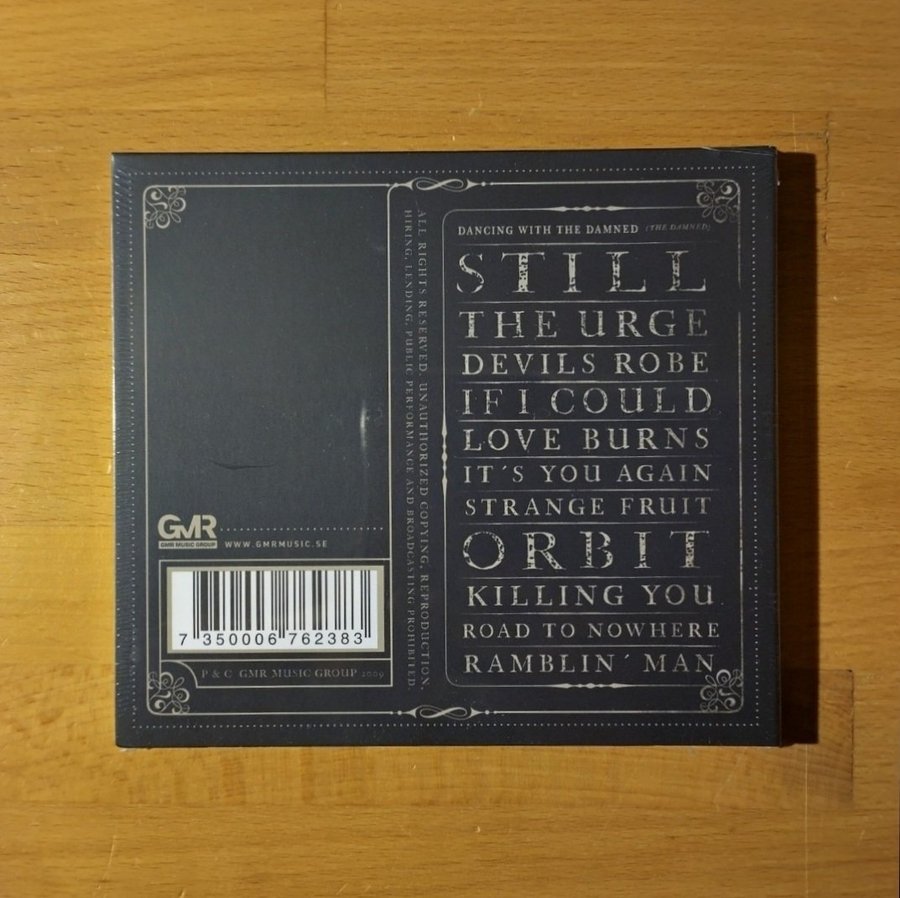 DANCING WITH THE DAMNED (THE DAMNED)
STILL
THE URGE
DEVILS ROBE
IF I COULD
LOVE BURNS
IT´S YOU AGAIN
STRANGE FRUIT
ORBIT
KILLING YOU
ROAD TO NOWHERE
RAMBLIN´ MAN
ALL RIGHTS RESERVED. UNAUTHORIZED COPYING, REPRODUCTION,
HIRING, LENDING, PUBLIC PERFORMANCE AND BROADCASTING PROHIBITED.
GMR
GMR MUSIC GROUP WWW.GMRMUSIC.SE
7 350006 762383
P & C GMR MUSIC GROUP 2009